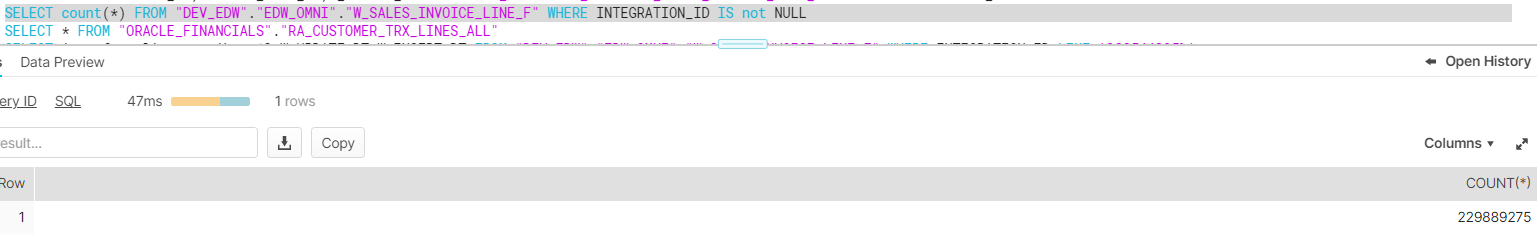 SELECT count(*) FROM "DEV_EDW"."EDW_OMNI"."W_SALES_INVOICE_LINE_F" WHERE INTEGRATION_ID IS not NULL
SELECT * FROM "ORACLE_FINANCIALS"."RA_CUSTOMER_TRX_LINES_ALL"
s Data Preview Open History
ery ID SQL 47ms 1 rows
esult... Copy Columns
Row COUNT(*)
1 229889275